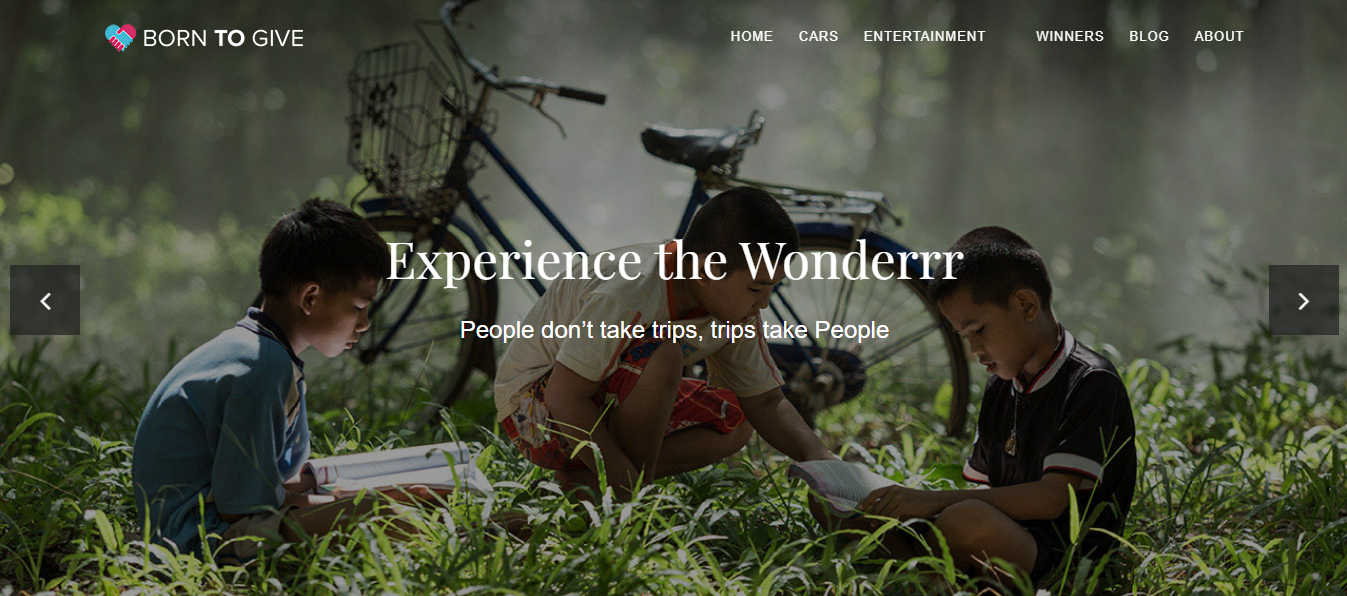 BORN TO GIVE
HOME CARS ENTERTAINMENT WINNERS BLOG ABOUT
Experience the Wonderrr
People don’t take trips, trips take People